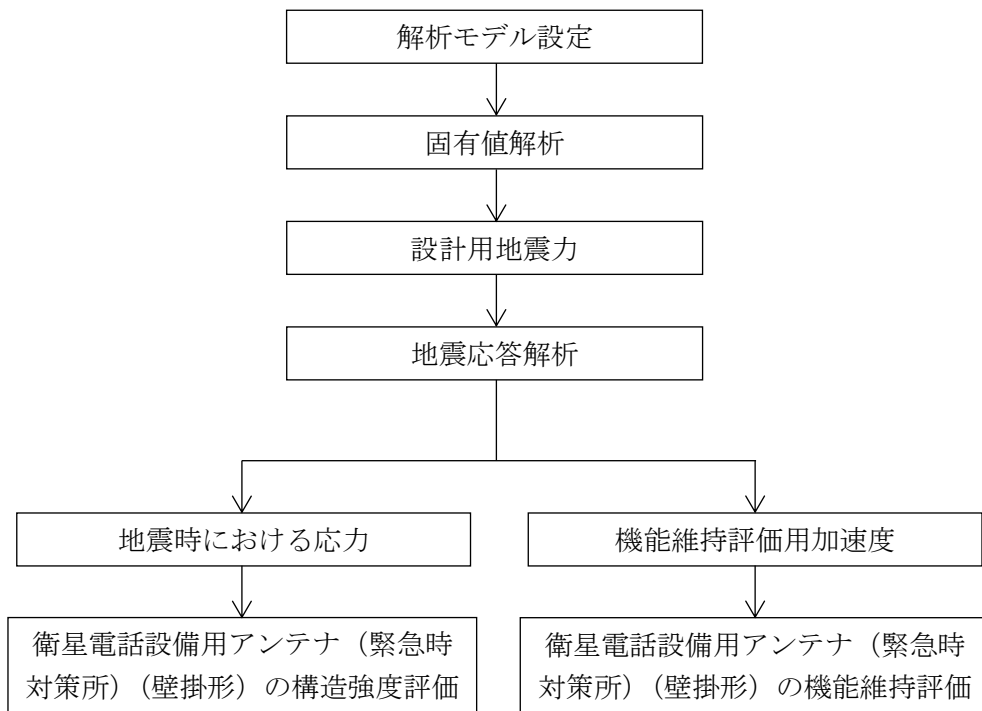 解析モデル設定
固有値解析
設計用地震力
地震応答解析
地震時における応力
機能維持評価用加速度
衛星電話設備用アンテナ（緊急時
対策所）（壁掛形）の構造強度評価
衛星電話設備用アンテナ（緊急時
対策所）（壁掛形）の機能維持評価